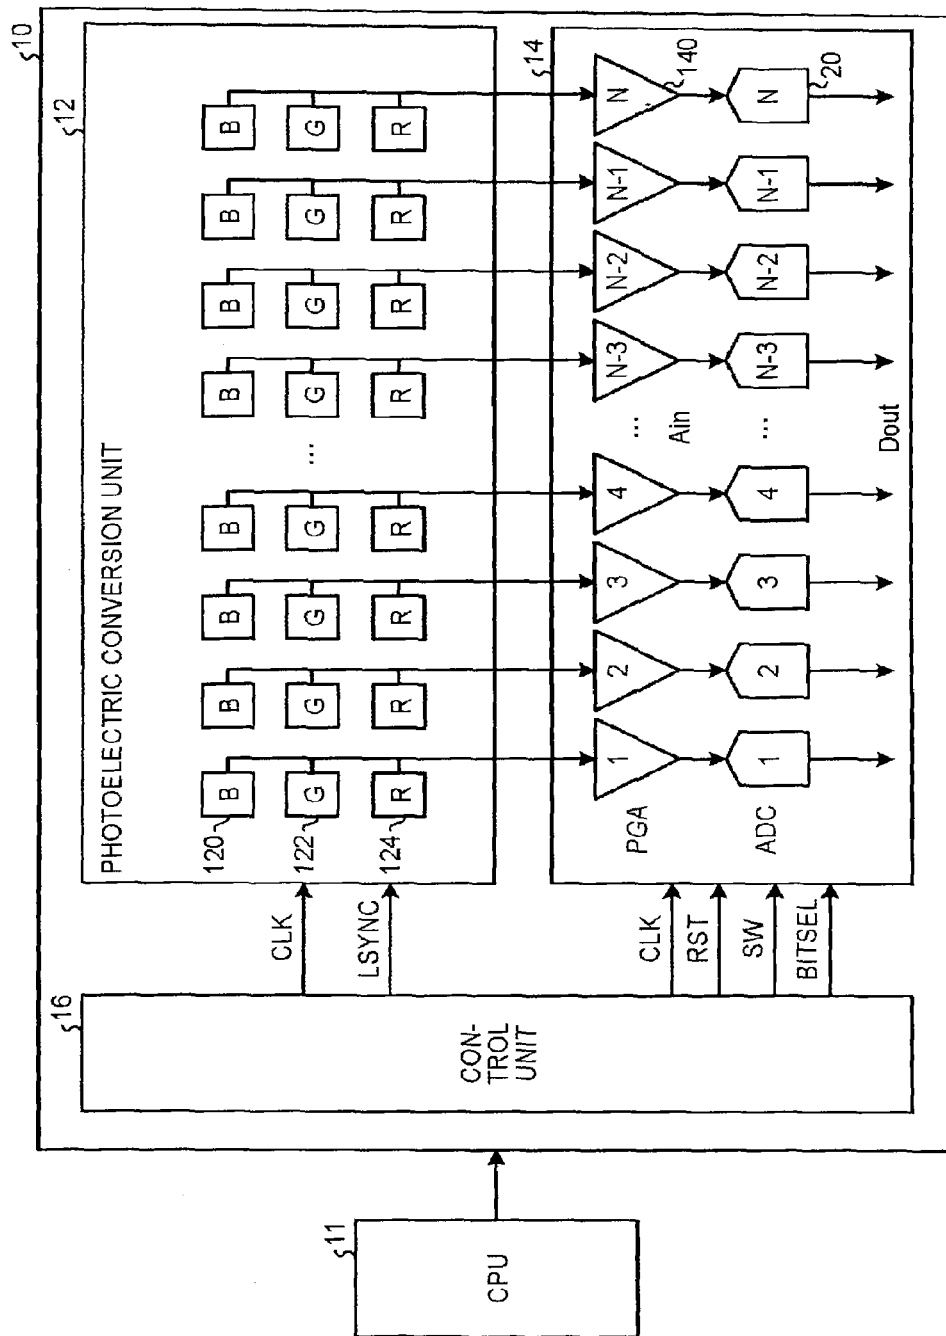 10
12
PHOTOELECTRIC CONVERSION UNIT
B B B B B B B B
120
G G G G ... G G G G
122
R R R R R R R R
124
16
CON-
TROL
UNIT
CLK
LSYNC
14
CLK
RST
SW
BITSEL
PGA 1 2 3 4 ... N-3 N-2 N-1 N
140
Ain
ADC 1 2 3 4 ... N-3 N-2 N-1 N
20
Dout
11
CPU